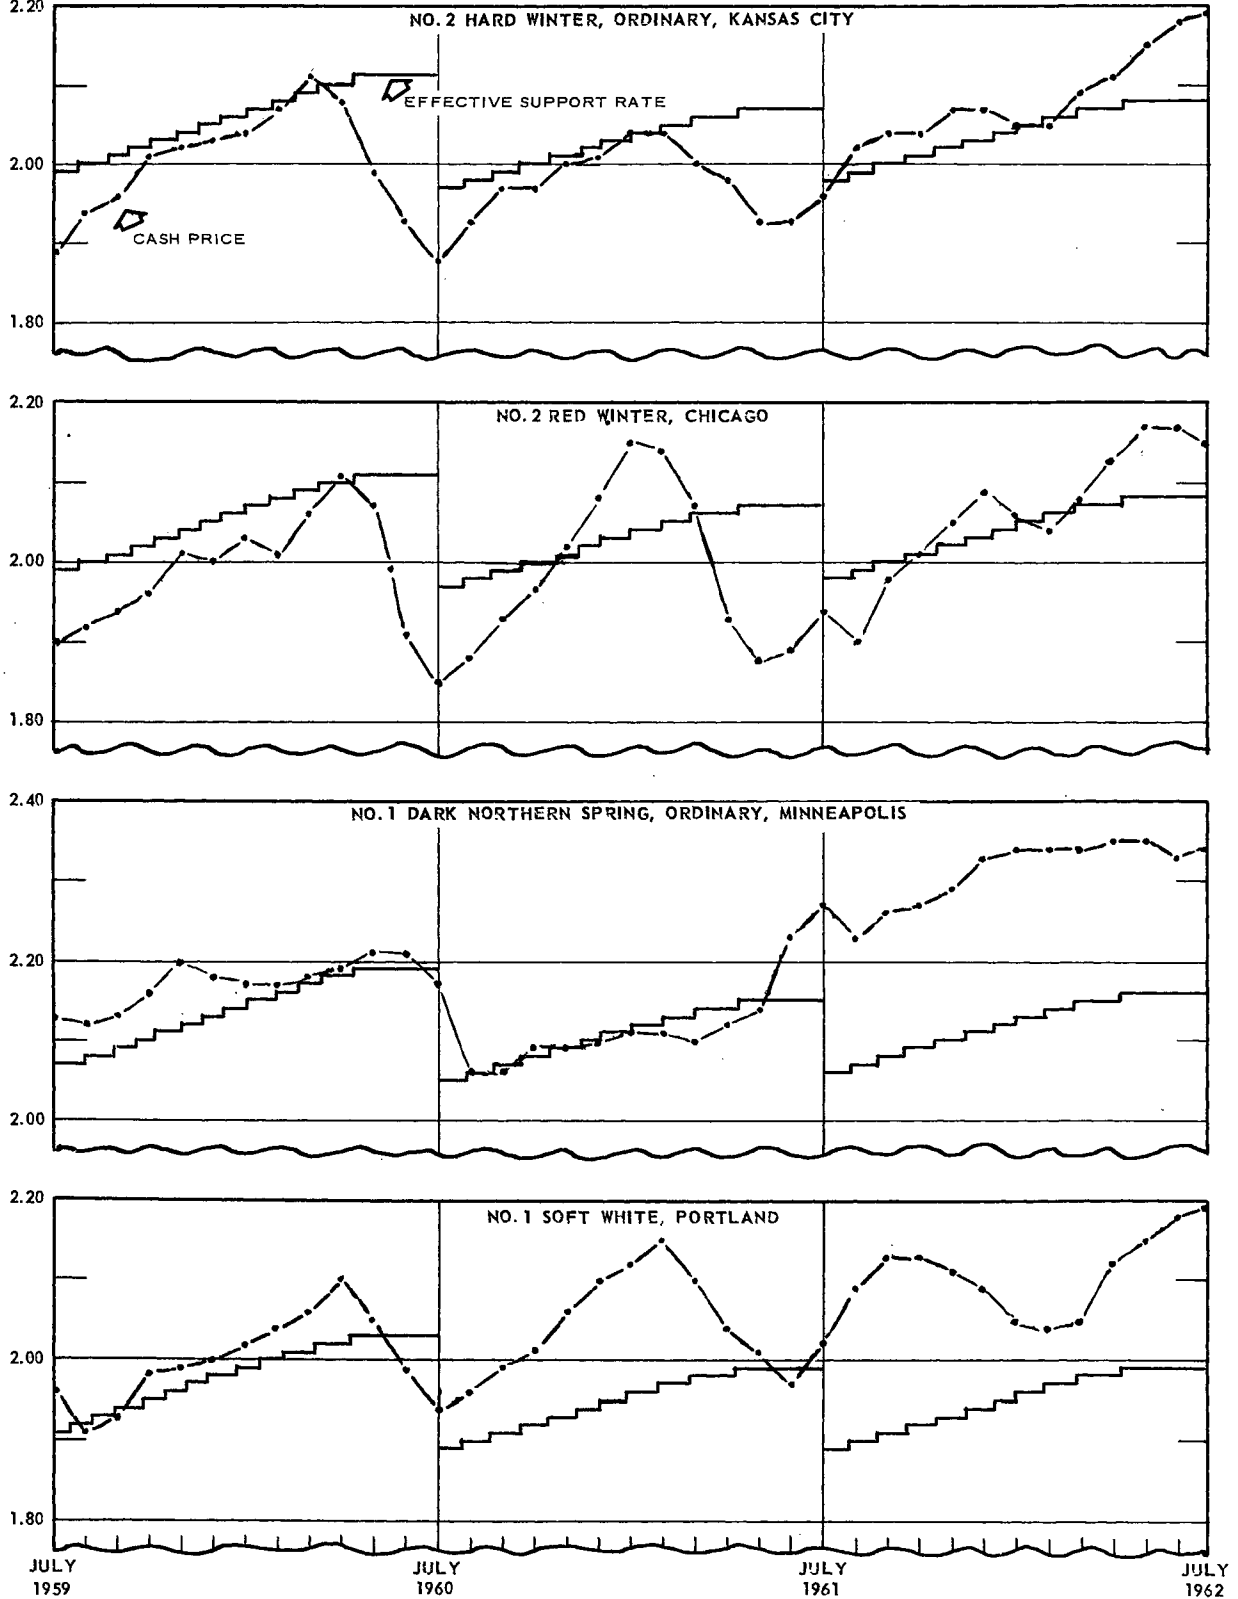 2.20
NO. 2 HARD WINTER, ORDINARY, KANSAS CITY
EFFECTIVE SUPPORT RATE
2.00
CASH PRICE
1.80
2.20
NO. 2 RED WINTER, CHICAGO
2.00
1.80
2.40
NO. 1 DARK NORTHERN SPRING, ORDINARY, MINNEAPOLIS
2.20
2.00
2.20
NO. 1 SOFT WHITE, PORTLAND
2.00
1.80
JULY JULY JULY JULY
1959 1960 1961 1962